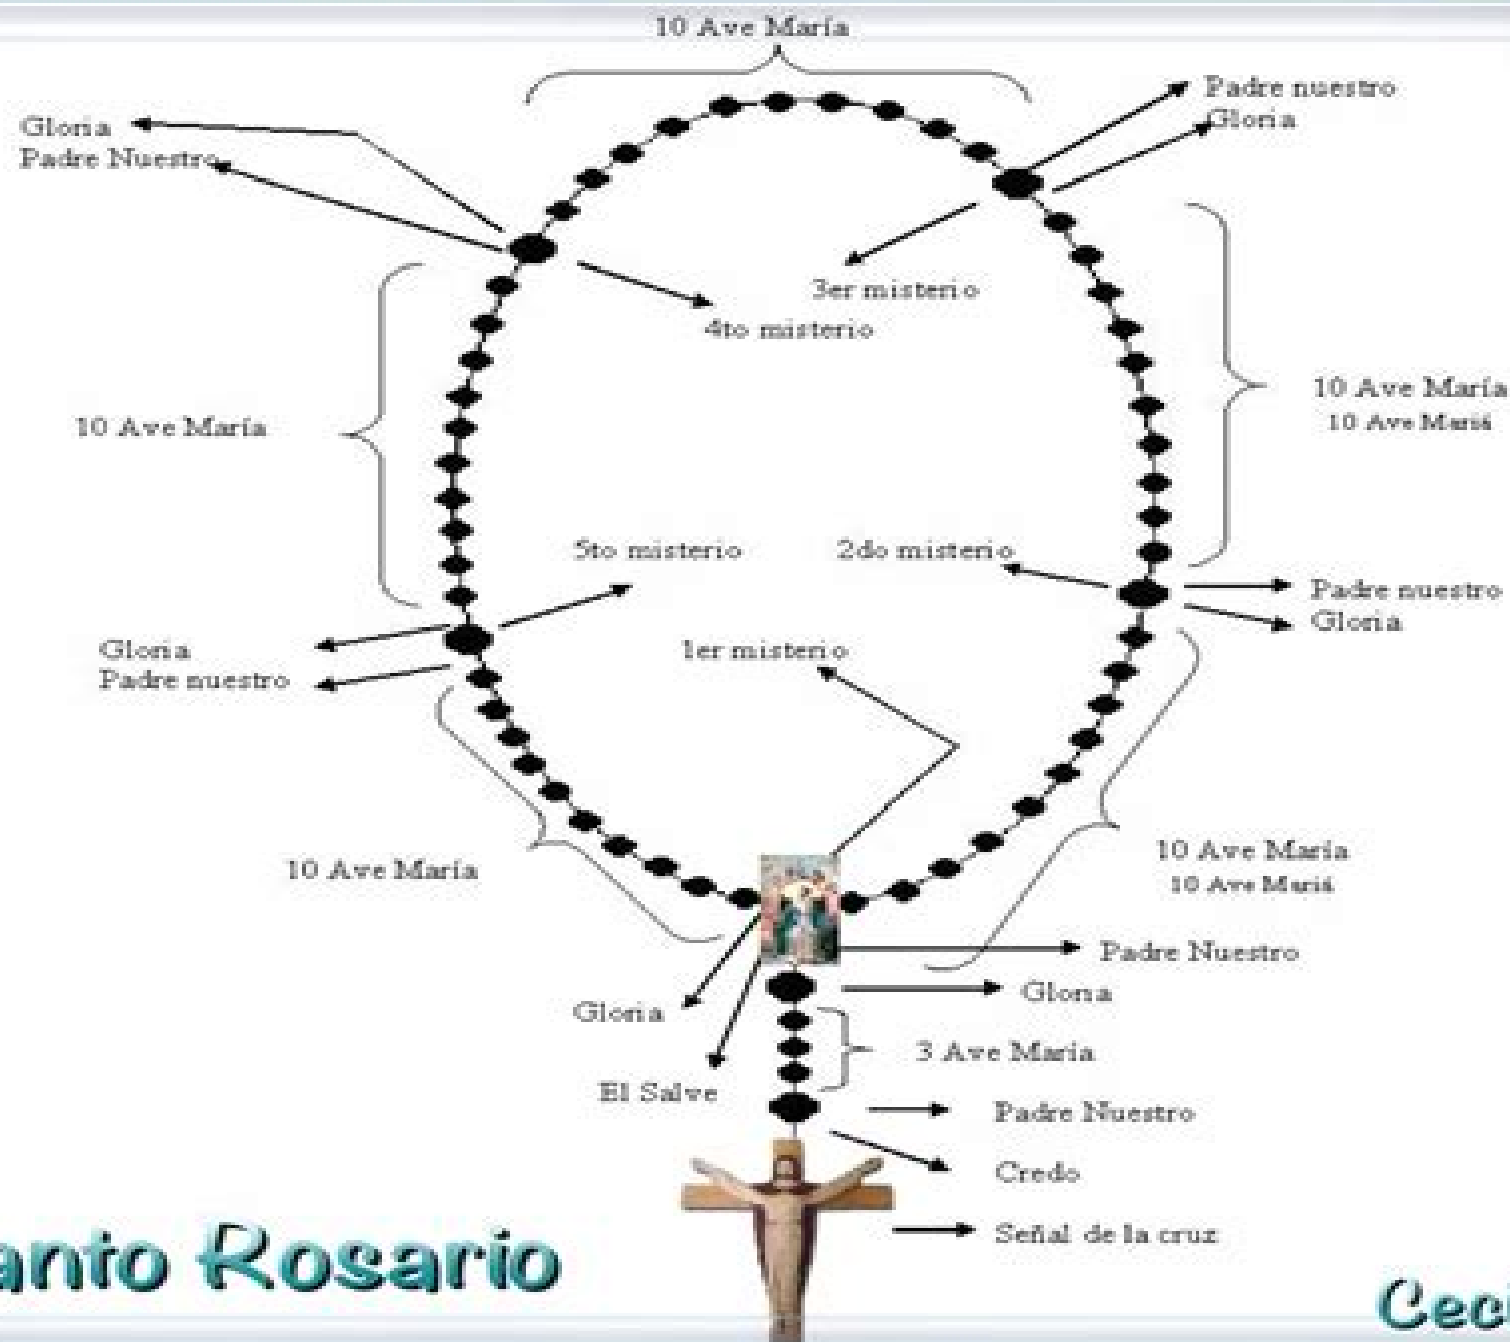 10 Ave María
Padre nuestro
Gloria
Gloria
Padre Nuestro
3er misterio
4to misterio
10 Ave María
10 Ave Mariá
10 Ave María
5to misterio
2do misterio
Padre nuestro
Gloria
1er misterio
Gloria
Padre nuestro
10 Ave María
10 Ave Mariá
10 Ave María
Padre Nuestro
Gloria
Gloria
3 Ave María
El Salve
Padre Nuestro
Credo
Señal de la cruz
anto Rosario
Ceci